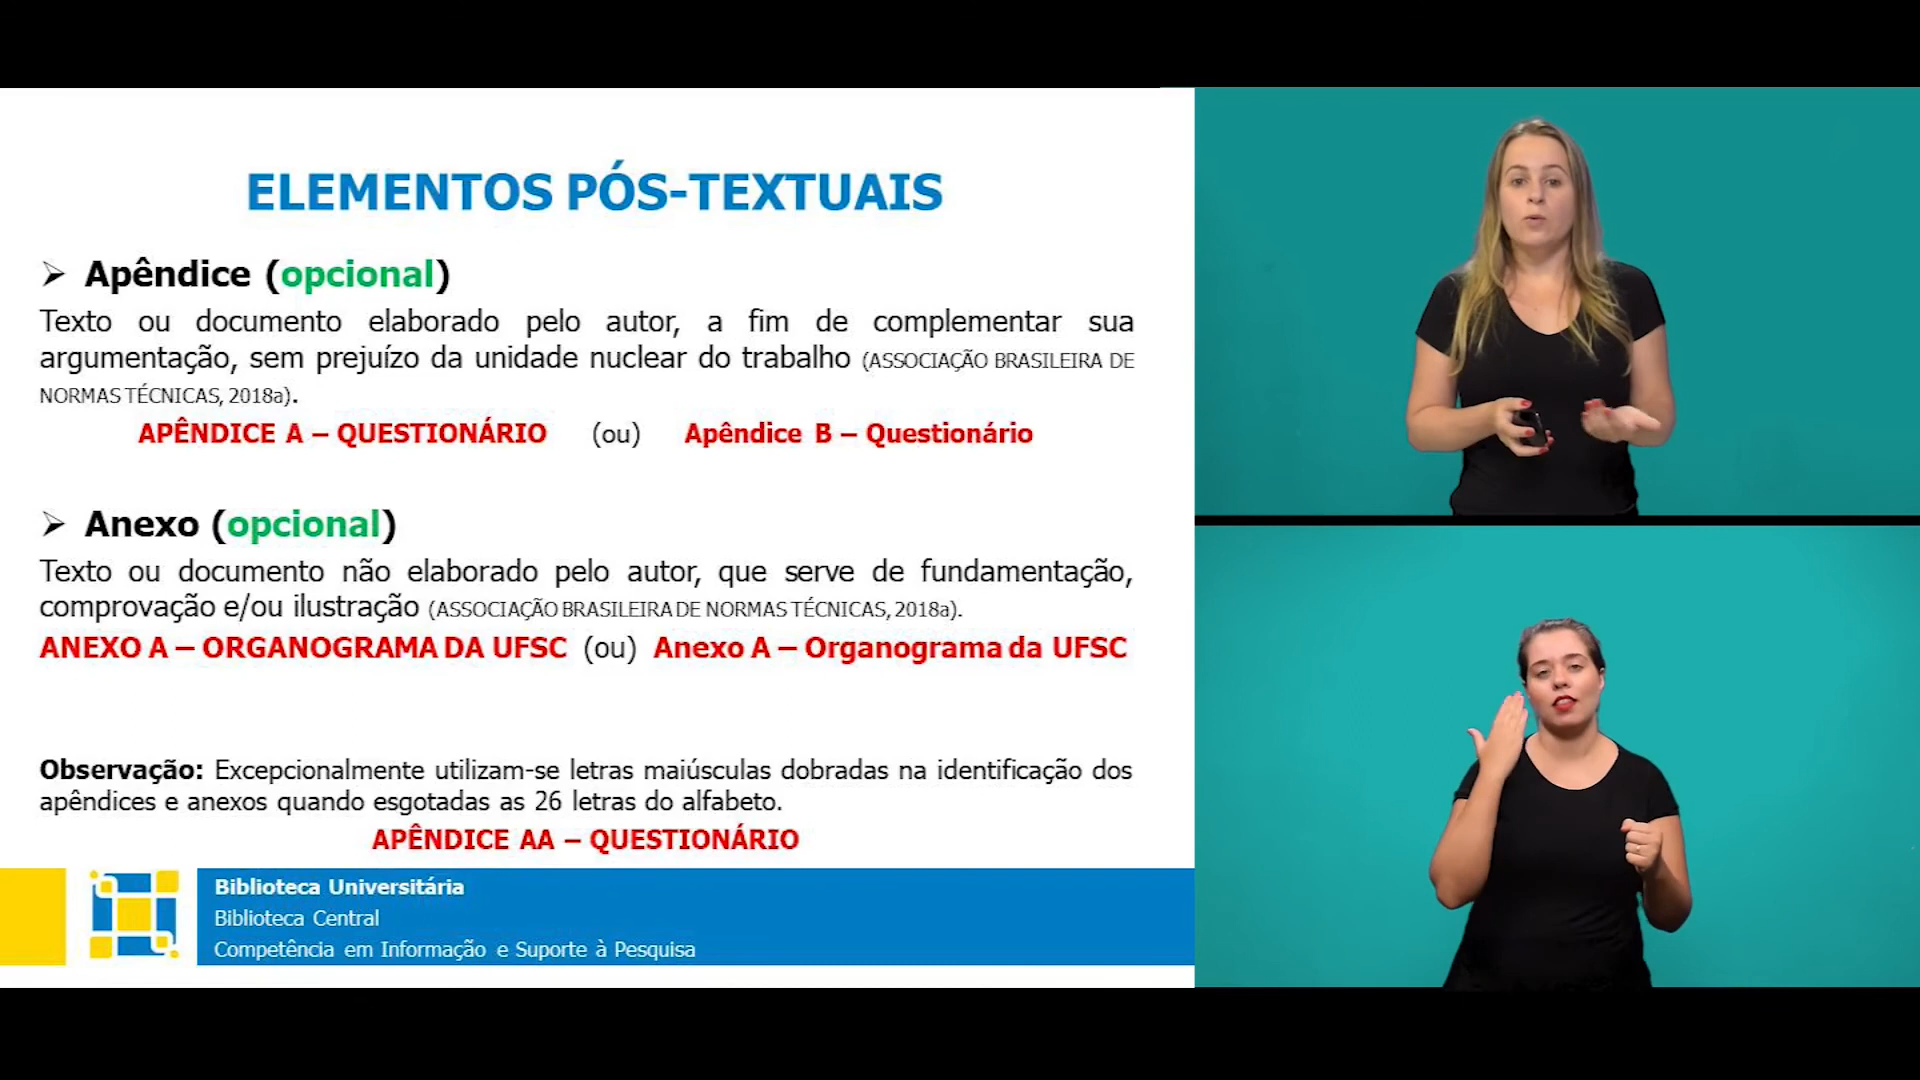 ELEMENTOS PÓS-TEXTUAIS
➢ Apêndice (opcional)
Texto ou documento elaborado pelo autor, a fim de complementar sua
argumentação, sem prejuízo da unidade nuclear do trabalho (ASSOCIAÇÃO BRASILEIRA DE
NORMAS TÉCNICAS, 2018a).
APÊNDICE A – QUESTIONÁRIO (ou) Apêndice B – Questionário
➢ Anexo (opcional)
Texto ou documento não elaborado pelo autor, que serve de fundamentação,
comprovação e/ou ilustração (ASSOCIAÇÃO BRASILEIRA DE NORMAS TÉCNICAS, 2018a).
ANEXO A – ORGANOGRAMA DA UFSC (ou) Anexo A – Organograma da UFSC
Observação: Excepcionalmente utilizam-se letras maiúsculas dobradas na identificação dos
apêndices e anexos quando esgotadas as 26 letras do alfabeto.
APÊNDICE AA – QUESTIONÁRIO
Biblioteca Universitária
Biblioteca Central
Competência em Informação e Suporte à Pesquisa